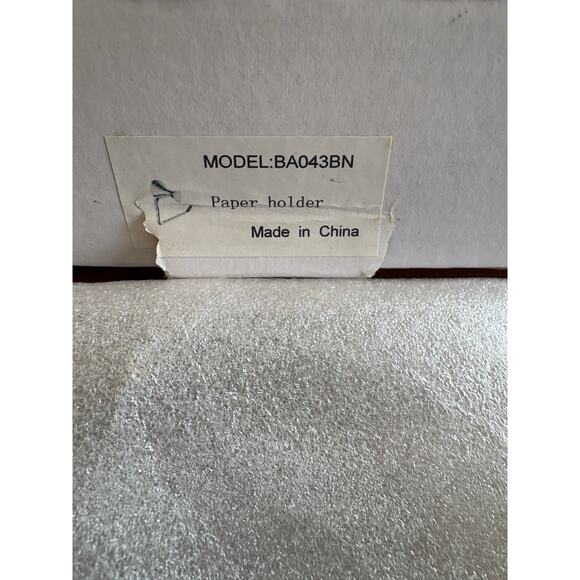 MODEL:BA043BN
Paper holder
Made in China